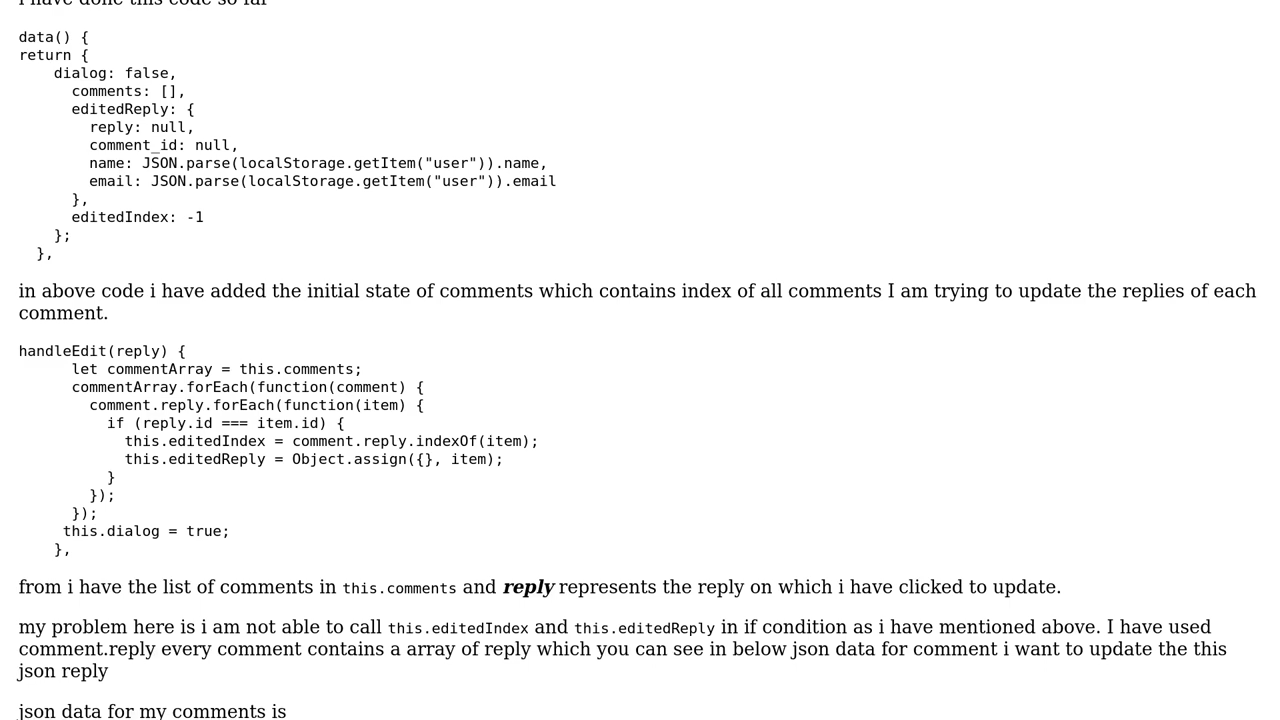 i have done this code so far
data() {
return {
    dialog: false,
      comments: [],
      editedReply: {
        reply: null,
        comment_id: null,
        name: JSON.parse(localStorage.getItem("user")).name,
        email: JSON.parse(localStorage.getItem("user")).email
      },
      editedIndex: -1
    };
  },
in above code i have added the initial state of comments which contains index of all comments I am trying to update the replies of each
comment.
handleEdit(reply) {
      let commentArray = this.comments;
      commentArray.forEach(function(comment) {
        comment.reply.forEach(function(item) {
          if (reply.id === item.id) {
            this.editedIndex = comment.reply.indexOf(item);
            this.editedReply = Object.assign({}, item);
          }
        });
      });
     this.dialog = true;
    },
from i have the list of comments in this.comments and reply represents the reply on which i have clicked to update.
my problem here is i am not able to call this.editedIndex and this.editedReply in if condition as i have mentioned above. I have used
comment.reply every comment contains a array of reply which you can see in below json data for comment i want to update the this
json reply
json data for my comments is